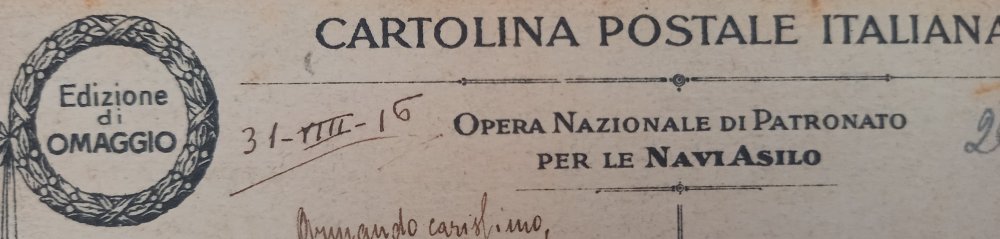 CARTOLINA POSTALE ITALIANA
Edizione
di
OMAGGIO
31-VIII-16
OPERA NAZIONALE DI PATRONATO
PER LE NAVI ASILO
Armando carissimo,